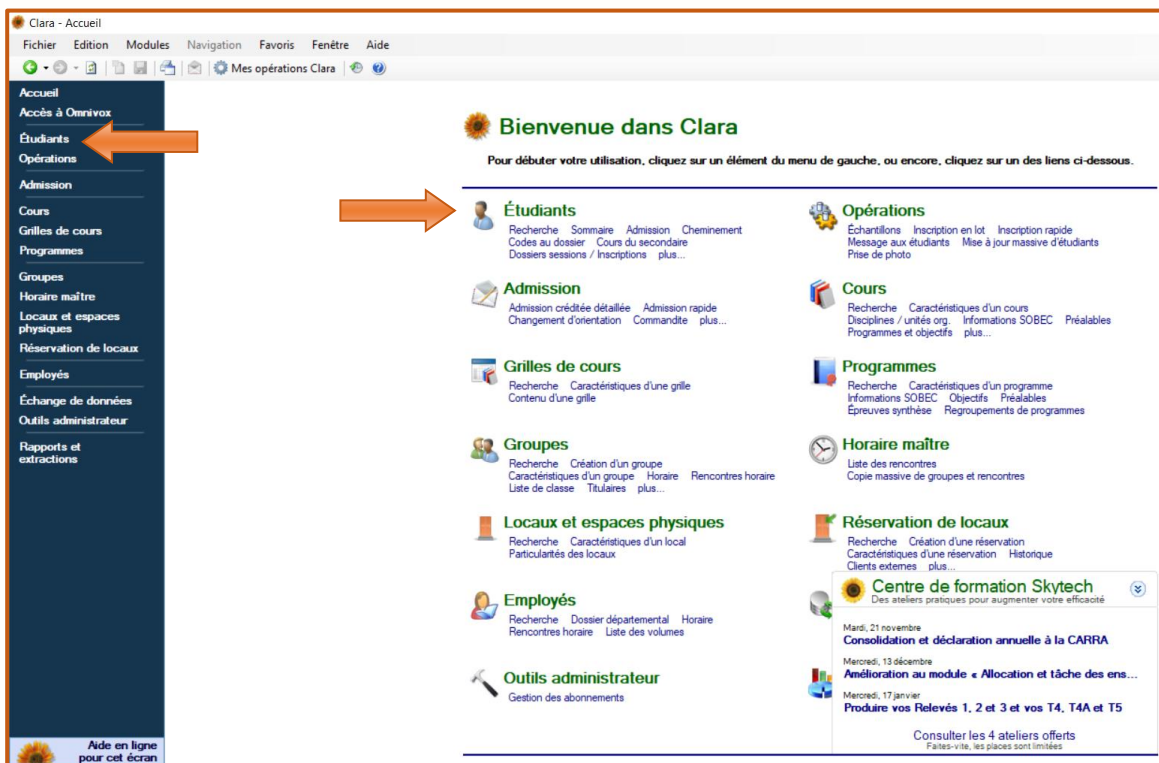 Clara - Accueil
Fichier Edition Modules Navigation Favoris Fenêtre Aide
Mes opérations Clara
Accueil
Accès à Omnivox
Étudiants
Opérations
Admission
Cours
Grilles de cours
Programmes
Groupes
Horaire maître
Locaux et espaces
physiques
Réservation de locaux
Employés
Échange de données
Outils administrateur
Rapports et
extractions
Aide en ligne
pour cet écran
Bienvenue dans Clara
Pour débuter votre utilisation, cliquez sur un élément du menu de gauche, ou encore, cliquez sur un des liens ci-dessous.
Étudiants
Recherche Sommaire Admission Cheminement
Codes au dossier Cours du secondaire
Dossiers sessions / Inscriptions plus...
Opérations
Échantillons Inscription en lot Inscription rapide
Message aux étudiants Mise à jour massive d'étudiants
Prise de photo
Admission
Admission créditée détaillée Admission rapide
Changement d'orientation Commandite plus...
Cours
Recherche Caractéristiques d'un cours
Disciplines / unités org. Informations SOBEC Préalables
Programmes et objectifs plus...
Grilles de cours
Recherche Caractéristiques d'une grille
Contenu d'une grille
Programmes
Recherche Caractéristiques d'un programme
Informations SOBEC Objectifs Préalables
Épreuves synthèse Regroupements de programmes
Groupes
Recherche Création d'un groupe
Caractéristiques d'un groupe Horaire Rencontres horaire
Liste de classe Titulaires plus...
Horaire maître
Liste des rencontres
Copie massive de groupes et rencontres
Locaux et espaces physiques
Recherche Caractéristiques d'un local
Particularités des locaux
Réservation de locaux
Recherche Création d'une réservation
Caractéristiques d'une réservation Historique
Clients externes plus...
Employés
Recherche Dossier départemental Horaire
Rencontres horaire Liste des volumes
Outils administrateur
Gestion des abonnements
Centre de formation Skytech
Des ateliers pratiques pour augmenter votre efficacité
Mardi, 21 novembre
Consolidation et déclaration annuelle à la CARRA
Mercredi, 13 décembre
Amélioration au module « Allocation et tâche des ens...
Mercredi, 17 janvier
Produire vos Relevés 1, 2 et 3 et vos T4, T4A et T5
Consulter les 4 ateliers offerts
Faites-vite, les places sont limitées